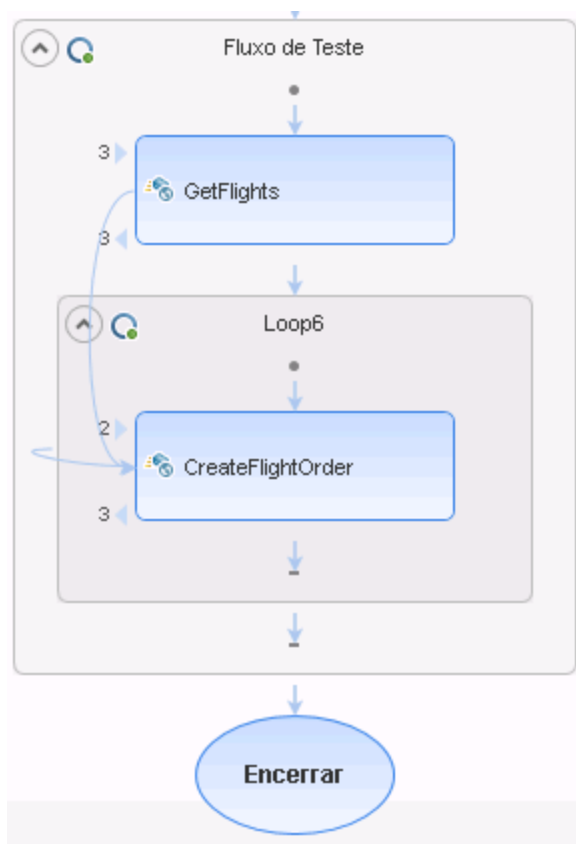 Fluxo de Teste
3
GetFlights
3
Loop6
2
CreateFlightOrder
3
Encerrar